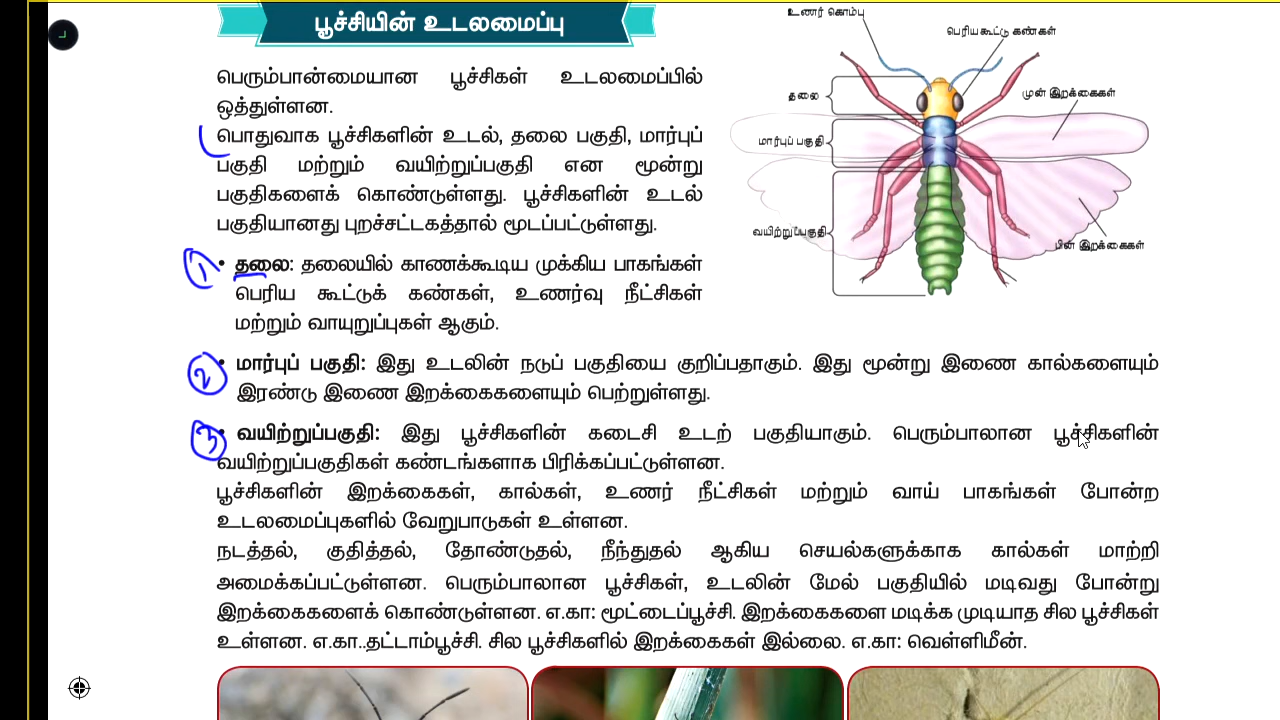 பூச்சியின் உடலமைப்பு
உணர் கொம்பு
பெரிய கூட்டு கண்கள்
தலை
முன் இறக்கைகள்
மார்புப் பகுதி
வயிற்றுப்பகுதி
பின் இறக்கைகள்
பெரும்பான்மையான பூச்சிகள் உடலமைப்பில்
ஒத்துள்ளன.
பொதுவாக பூச்சிகளின் உடல், தலை பகுதி, மார்புப்
பகுதி மற்றும் வயிற்றுப்பகுதி என மூன்று
பகுதிகளைக் கொண்டுள்ளது. பூச்சிகளின் உடல்
பகுதியானது புறச்சட்டகத்தால் மூடப்பட்டுள்ளது.
1 • தலை: தலையில் காணக்கூடிய முக்கிய பாகங்கள்
பெரிய கூட்டுக் கண்கள், உணர்வு நீட்சிகள்
மற்றும் வாயுறுப்புகள் ஆகும்.
2 • மார்புப் பகுதி: இது உடலின் நடுப் பகுதியை குறிப்பதாகும். இது மூன்று இணை கால்களையும்
இரண்டு இணை இறக்கைகளையும் பெற்றுள்ளது.
3 • வயிற்றுப்பகுதி: இது பூச்சிகளின் கடைசி உடற் பகுதியாகும். பெரும்பாலான பூச்சிகளின்
வயிற்றுப்பகுதிகள் கண்டங்களாக பிரிக்கப்பட்டுள்ளன.
பூச்சிகளின் இறக்கைகள், கால்கள், உணர் நீட்சிகள் மற்றும் வாய் பாகங்கள் போன்ற
உடலமைப்புகளில் வேறுபாடுகள் உள்ளன.
நடத்தல், குதித்தல், தோண்டுதல், நீந்துதல் ஆகிய செயல்களுக்காக கால்கள் மாற்றி
அமைக்கப்பட்டுள்ளன. பெரும்பாலான பூச்சிகள், உடலின் மேல் பகுதியில் மடிவது போன்று
இறக்கைகளைக் கொண்டுள்ளன. எ.கா: மூட்டைப்பூச்சி. இறக்கைகளை மடிக்க முடியாத சில பூச்சிகள்
உள்ளன. எ.கா..தட்டாம்பூச்சி. சில பூச்சிகளில் இறக்கைகள் இல்லை. எ.கா: வெள்ளிமீன்.